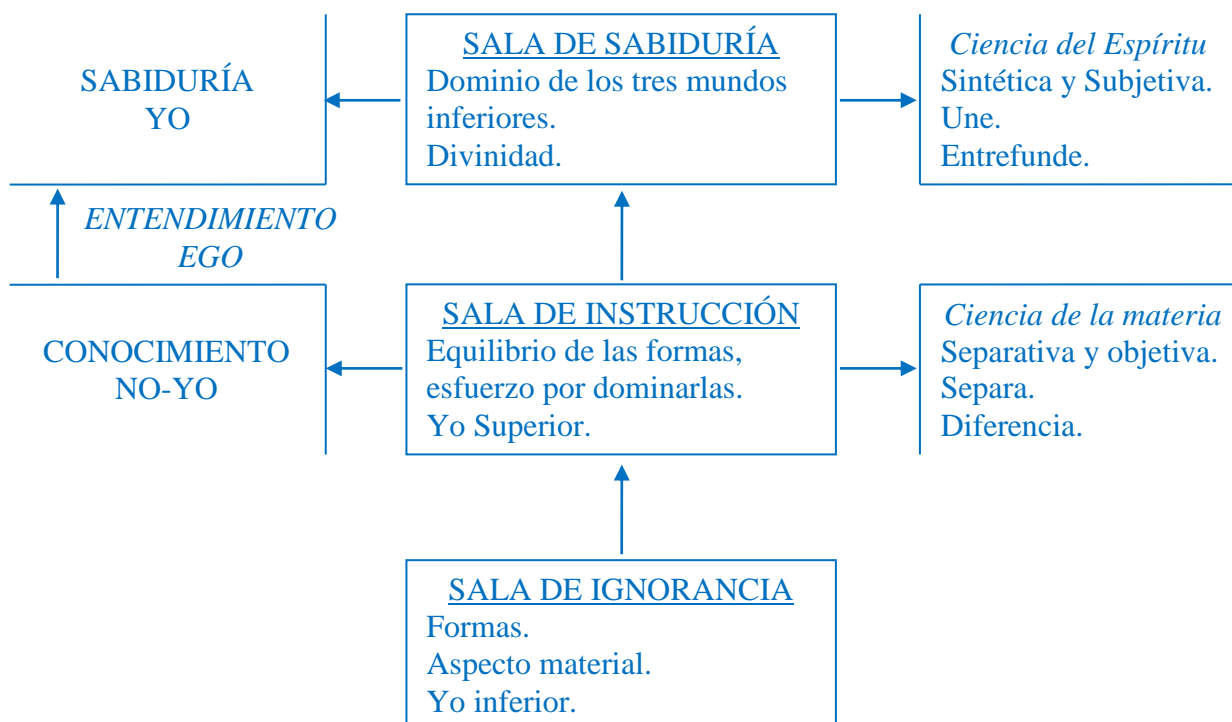 SABIDURÍA
YO
SALA DE SABIDURÍA
Dominio de los tres mundos
inferiores.
Divinidad.
Ciencia del Espíritu
Sintética y Subjetiva.
Une.
Entrefunde.
ENTENDIMIENTO
EGO
CONOCIMIENTO
NO-YO
SALA DE INSTRUCCIÓN
Equilibrio de las formas,
esfuerzo por dominarlas.
Yo Superior.
Ciencia de la materia
Separativa y objetiva.
Separa.
Diferencia.
SALA DE IGNORANCIA
Formas.
Aspecto material.
Yo inferior.